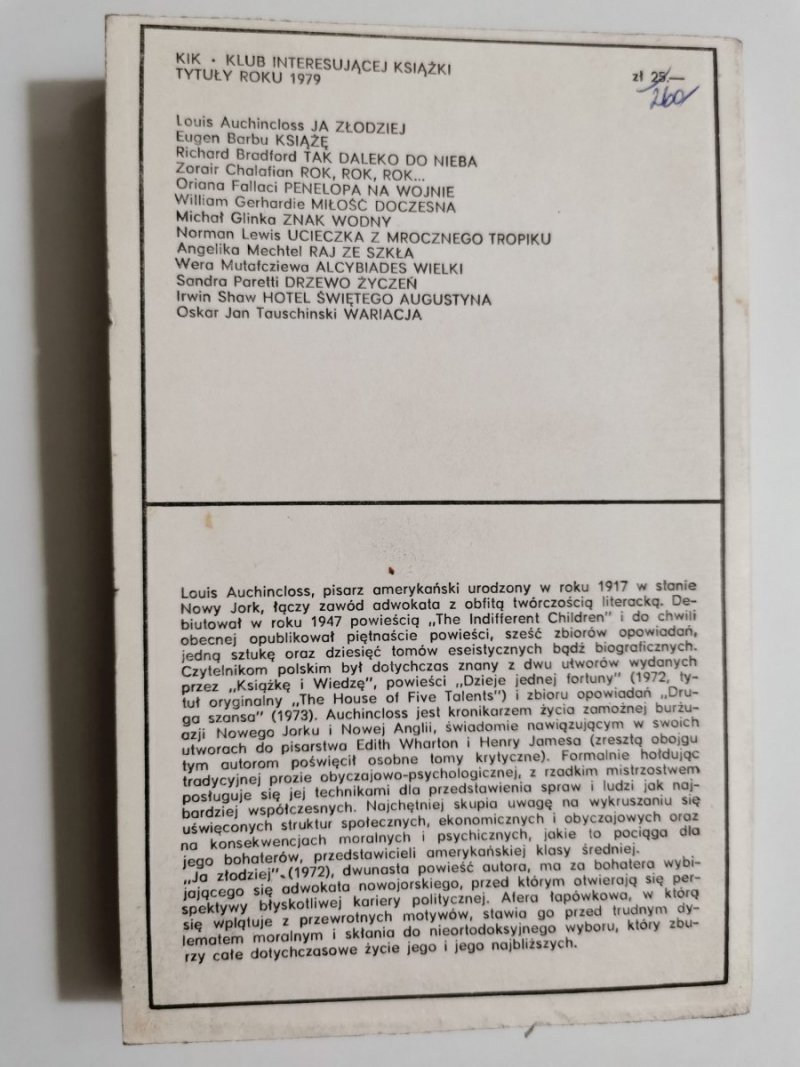 KIK • KLUB INTERESUJĄCEJ KSIĄŻKI
TYTUŁY ROKU 1979
zł 25.—
260
Louis Auchincloss JA ZŁODZIEJ
Eugen Barbu KSIĄŻĘ
Richard Bradford TAK DALEKO DO NIEBA
Zorair Chalafian ROK, ROK, ROK...
Oriana Fallaci PENELOPA NA WOJNIE
William Gerhardie MIŁOŚĆ DOCZESNA
Michał Glinka ZNAK WODNY
Norman Lewis UCIECZKA Z MROCZNEGO TROPIKU
Angelika Mechtel RAJ ZE SZKŁA
Wera Mutafcziewa ALCYBIADES WIELKI
Sandra Paretti DRZEWO ŻYCZEŃ
Irwin Shaw HOTEL ŚWIĘTEGO AUGUSTYNA
Oskar Jan Tauschinski WARIACJA
Louis Auchincloss, pisarz amerykański urodzony w roku 1917 w stanie
Nowy Jork, łączy zawód adwokata z obfitą twórczością literacką. De-
biutował w roku 1947 powieścią „The Indifferent Children" i do chwili
obecnej opublikował piętnaście powieści, sześć zbiorów opowiadań,
jedną sztukę oraz dziesięć tomów eseistycznych bądź biograficznych.
Czytelnikom polskim był dotychczas znany z dwu utworów wydanych
przez „Książkę i Wiedzę", powieści „Dzieje jednej fortuny" (1972, ty-
tuł oryginalny „The House of Five Talents") i zbioru opowiadań „Dru-
ga szansa" (1973). Auchincloss jest kronikarzem życia zamożnej burżu-
azji Nowego Jorku i Nowej Anglii, świadomie nawiązującym w swoich
utworach do pisarstwa Edith Wharton i Henry Jamesa (zresztą obojgu
tym autorom poświęcił osobne tomy krytyczne). Formalnie hołdując
tradycyjnej prozie obyczajowo-psychologicznej, z rzadkim mistrzostwem
posługuje się jej technikami dla przedstawienia spraw i ludzi jak naj-
bardziej współczesnych. Najchętniej skupia uwagę na wykruszaniu się
uświęconych struktur społecznych, ekonomicznych i obyczajowych oraz
na konsekwencjach moralnych i psychicznych, jakie to pociąga dla
jego bohaterów, przedstawicieli amerykańskiej klasy średniej.
„Ja złodziej". (1972), dwunasta powieść autora, ma za bohatera wybi-
jającego się adwokata nowojorskiego, przed którym otwierają się per-
spektywy błyskotliwej kariery politycznej. Afera łapówkowa, w którą
się wplątuje z przewrotnych motywów, stawia go przed trudnym dy-
lematem moralnym i skłania do nieortodoksyjnego wyboru, który zbu-
rzy całe dotychczasowe życie jego i jego najbliższych.